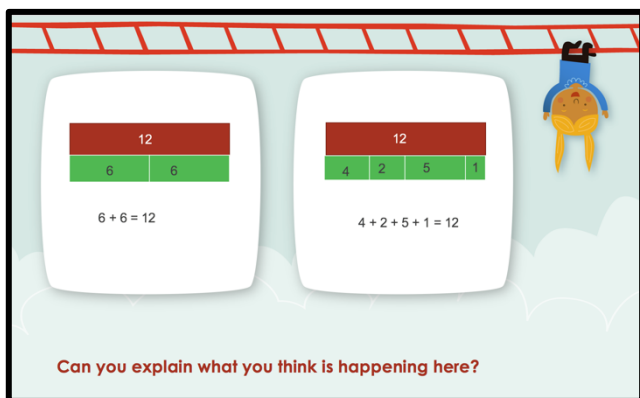 12
6 6
6 + 6 = 12
12
4 2 5 1
4 + 2 + 5 + 1 = 12
Can you explain what you think is happening here?